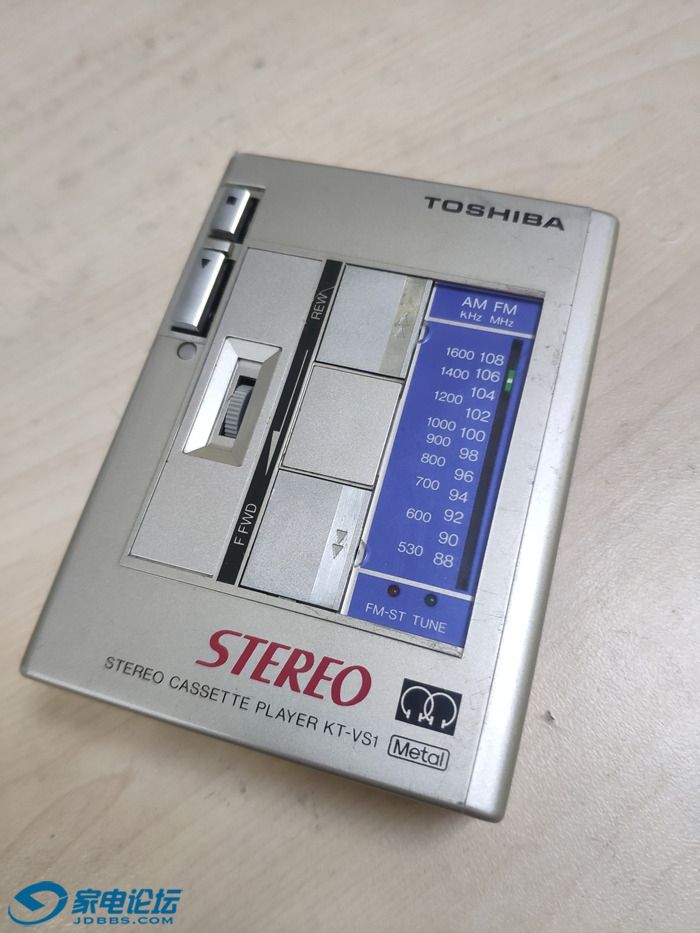 TOSHIBA
REW
F FWD
AM FM
KHz MHz
1600 108
1400 106
104
1200
102
1000 100
900
98
800
96
700
94
600 92
90
530 88
FM-ST TUNE
STEREO
STEREO CASSETTE PLAYER KT-VS1
Metal
家电论坛
JDBBS.COM